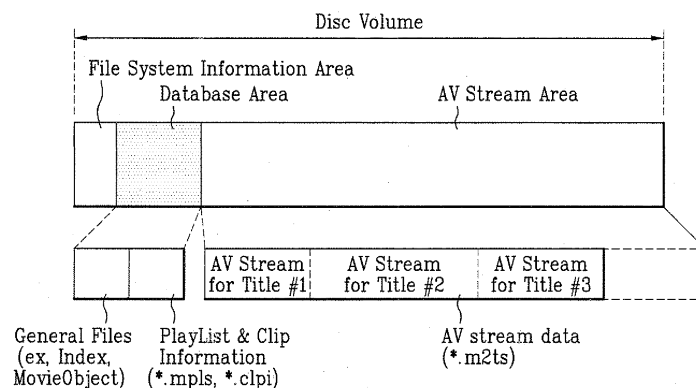 Disc Volume
File System Information Area
Database Area
AV Stream Area
AV Stream
for Title #1
AV Stream
for Title #2
AV Stream
for Title #3
General Files
(ex, Index,
MovieObject)
PlayList & Clip
Information
(*.mpls, *.clpi)
AV stream data
(*.m2ts)